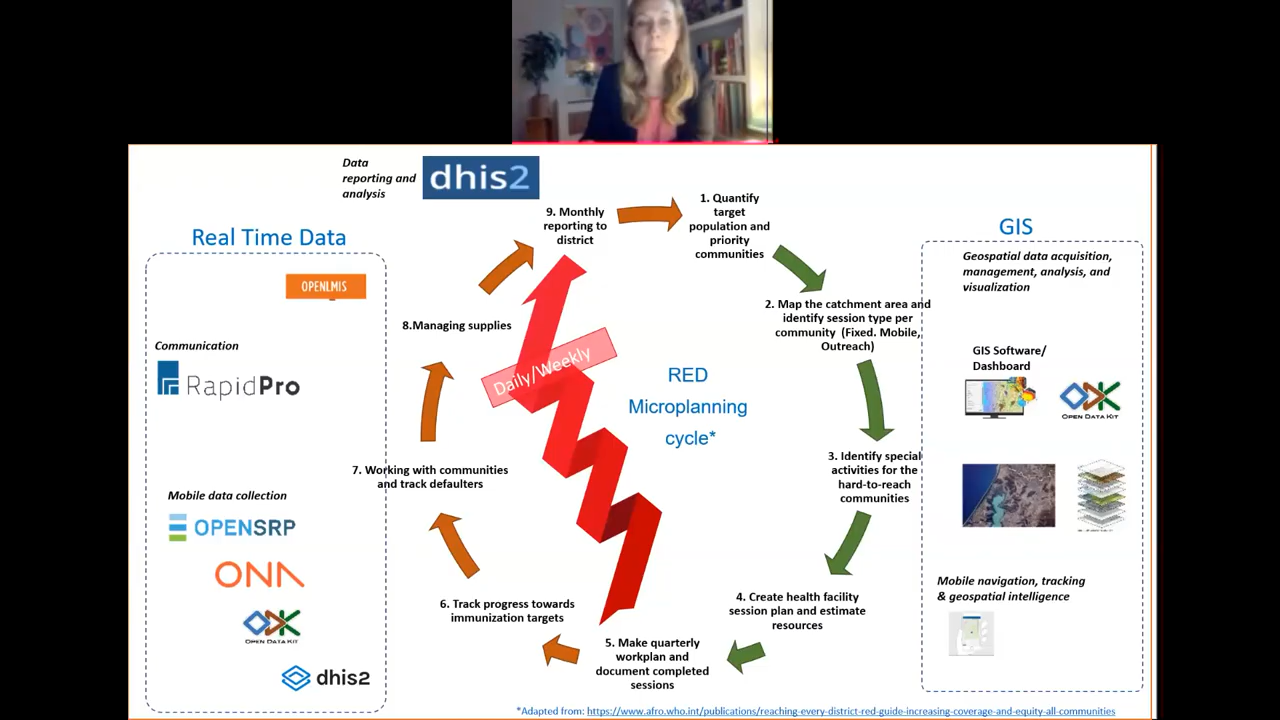 Data
reporting and
analysis
dhis2
Real Time Data
OPENLMIS
Communication
RapidPro
Mobile data collection
OPENSRP
ONA
OPEN DATA KIT
dhis2
9. Monthly
reporting to
district
1. Quantify
target
population and
priority
communities
2. Map the catchment area and
identify session type per
community (Fixed. Mobile,
Outreach)
3. Identify special
activities for the
hard-to-reach
communities
4. Create health facility
session plan and estimate
resources
5. Make quarterly
workplan and
document completed
sessions
6. Track progress towards
immunization targets
7. Working with communities
and track defaulters
8.Managing supplies
Daily/Weekly
RED
Microplanning
cycle*
GIS
Geospatial data acquisition,
management, analysis, and
visualization
GIS Software/
Dashboard
OPEN DATA KIT
Mobile navigation, tracking
& geospatial intelligence
*Adapted from: https://www.afro.who.int/publications/reaching-every-district-red-guide-increasing-coverage-and-equity-all-communities